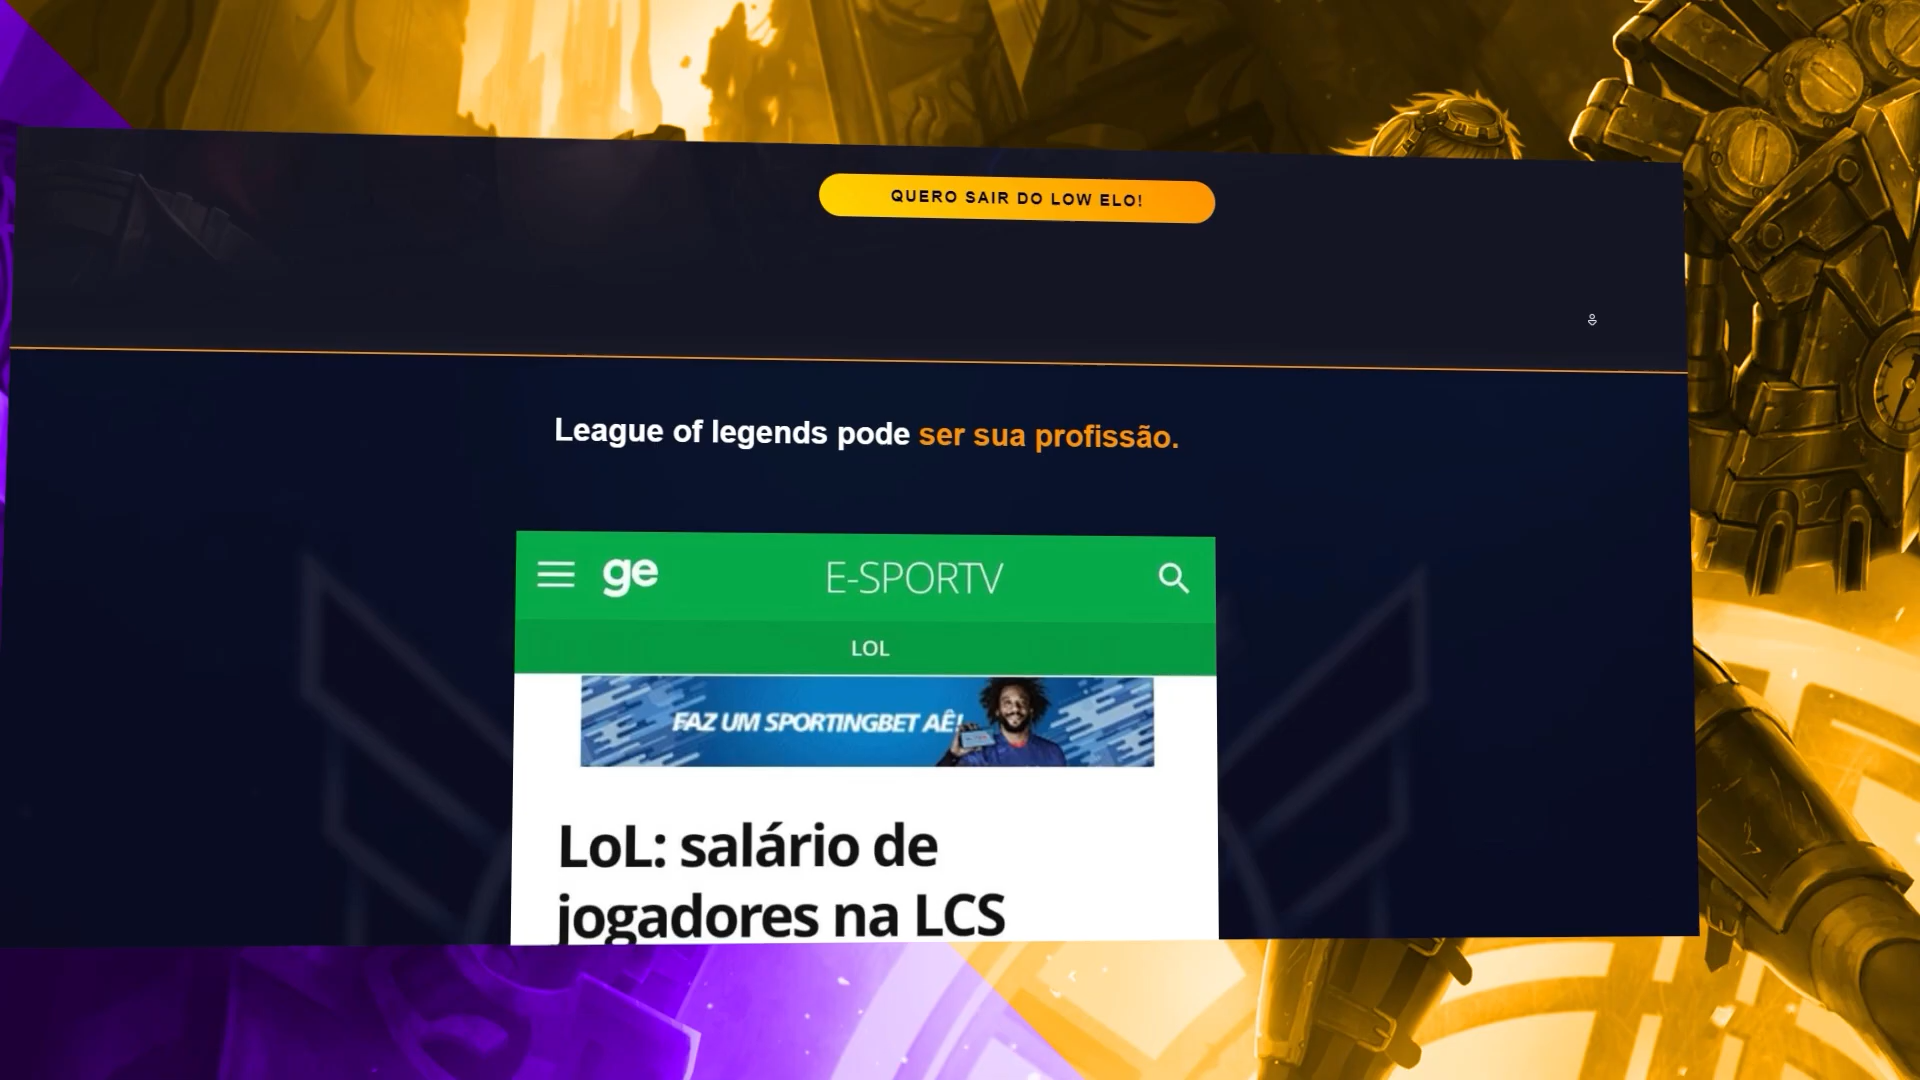 QUERO SAIR DO LOW ELO!
League of legends pode ser sua profissão.
ge
E-SPORTV
LOL
FAZ UM SPORTINGBET AÊ!
LoL: salário de
jogadores na LCS